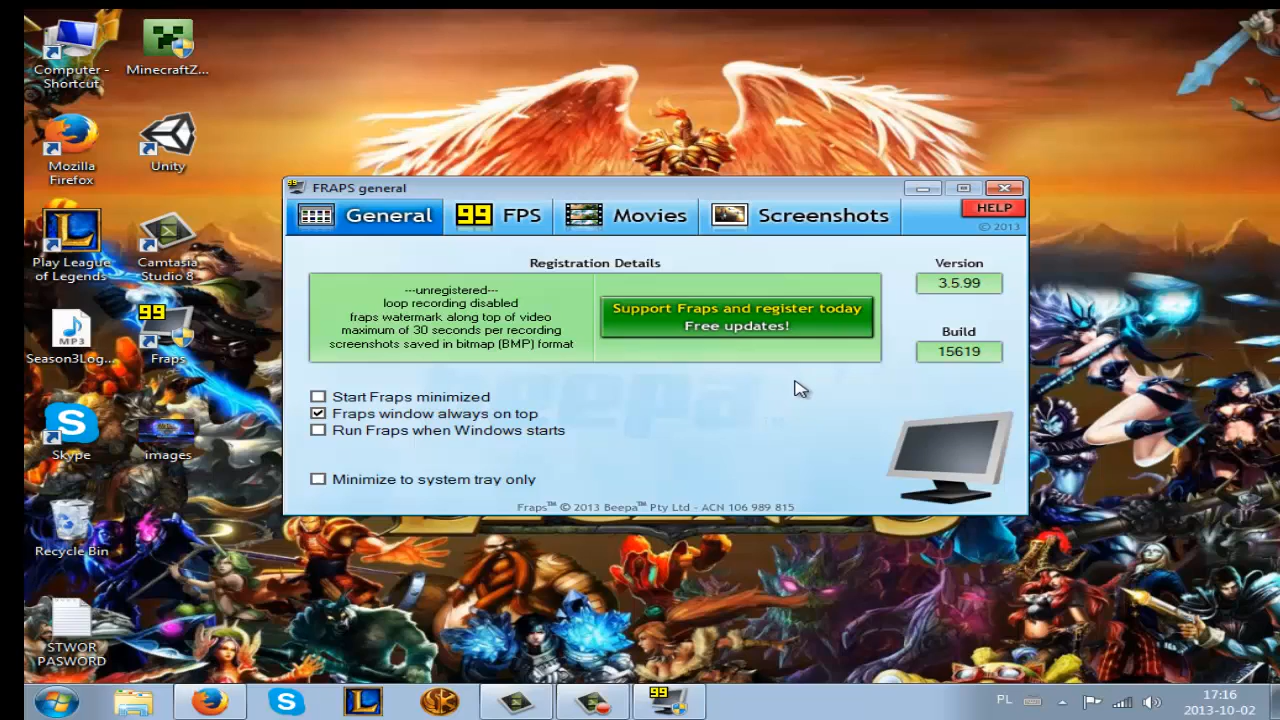 Computer -
Shortcut
MinecraftZ...
Mozilla
Firefox
Unity
Play League
of Legends
Camtasia
Studio 8
MP3
Season3Log...
99
Fraps
Skype
images
Recycle Bin
STWOR
PASWORD
99
FRAPS general
General
99 FPS
Movies
Screenshots
HELP
© 2013
Registration Details
---unregistered---
loop recording disabled
fraps watermark along top of video
maximum of 30 seconds per recording
screenshots saved in bitmap (BMP) format
Support Fraps and register today
Free updates!
Version
3.5.99
Build
15619
beepa
Start Fraps minimized
Fraps window always on top
Run Fraps when Windows starts
Minimize to system tray only
Fraps™ © 2013 Beepa™ Pty Ltd - ACN 106 989 815
99
PL
17:16
2013-10-02